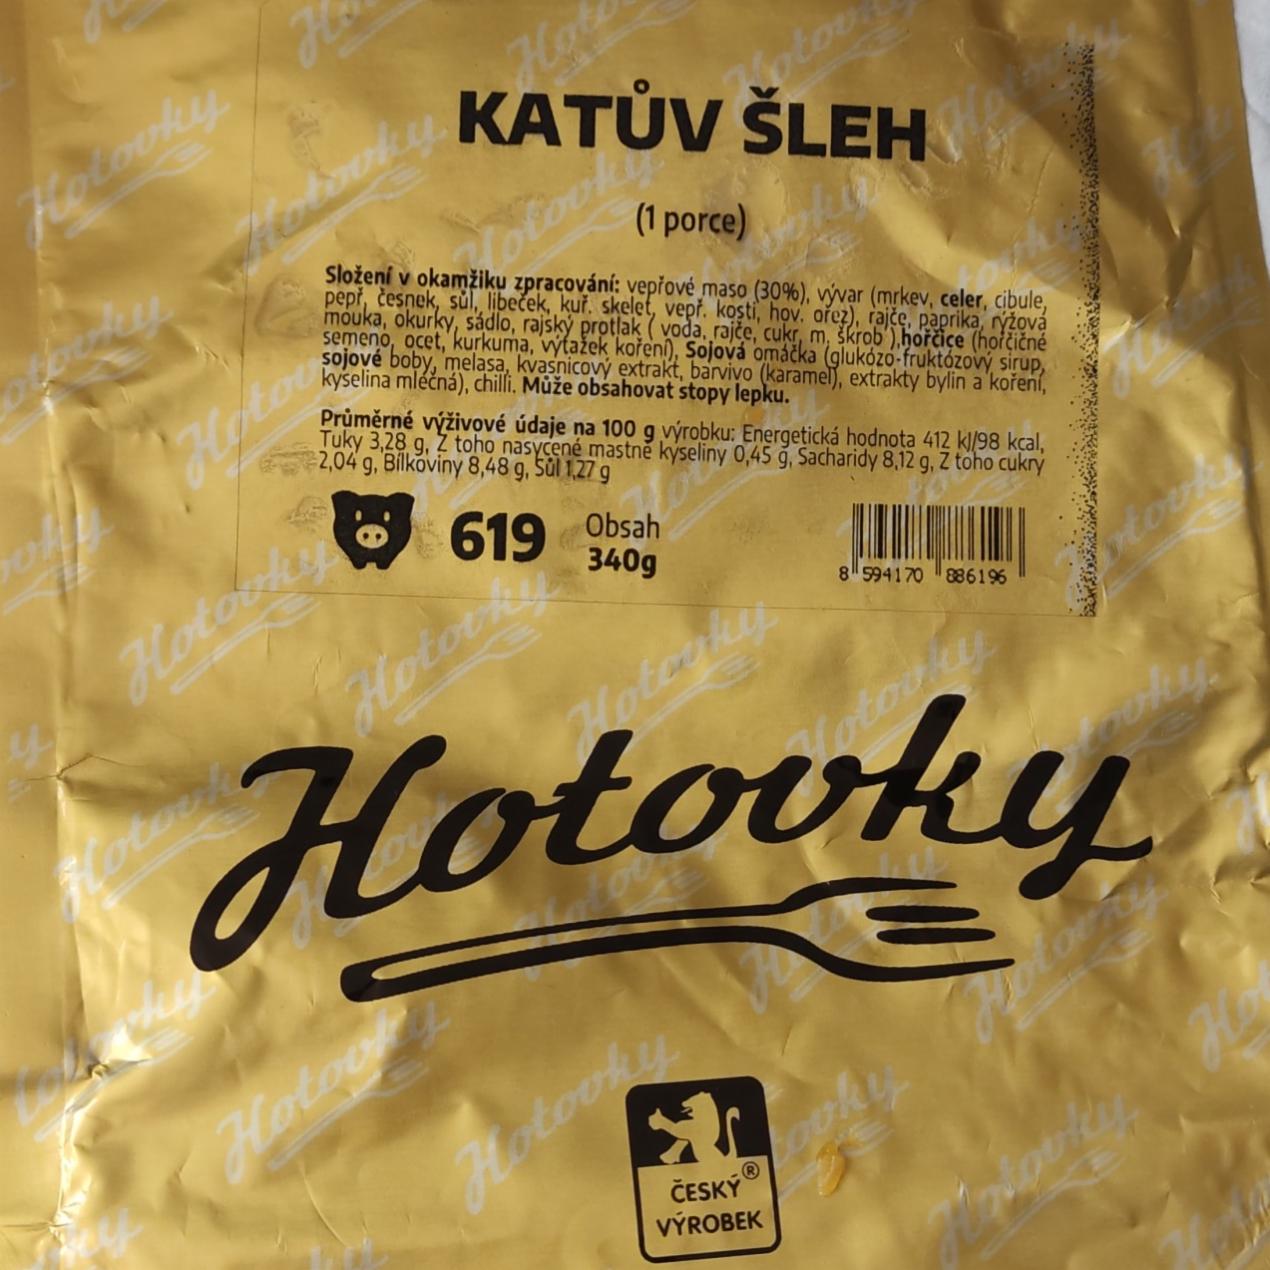 KATŮV ŠLEH
(1 porce)
Složení v okamžiku zpracování: vepřové maso (30%), vývar (mrkev, celer, cibule,
pepř, česnek, sůl, libeček, kuř. skelet, vepř. kosti, hov. ořez), rajče, paprika, rýžová
mouka, okurky, sádlo, rajský protlak ( voda, rajče, cukr, m, škrob ),hořčice (hořčičné
semeno, ocet, kurkuma, výtažek koření), Sojová omáčka (glukózo-fruktózový sirup,
sojové boby, melasa, kvasnicový extrakt, barvivo (karamel), extrakty bylin a koření,
kyselina mléčná), chilli. Může obsahovat stopy lepku.
Průměrné výživové údaje na 100 g výrobku: Energetická hodnota 412 kJ/98 kcal,
Tuky 3,28 g, Z toho nasycené mastné kyseliny 0,45 g, Sacharidy 8,12 g, Z toho cukry
2,04 g, Bílkoviny 8,48 g, Sůl 1,27 g
619
Obsah
340g
8 594170 886196
Hotovky
ČESKÝ®
VÝROBEK